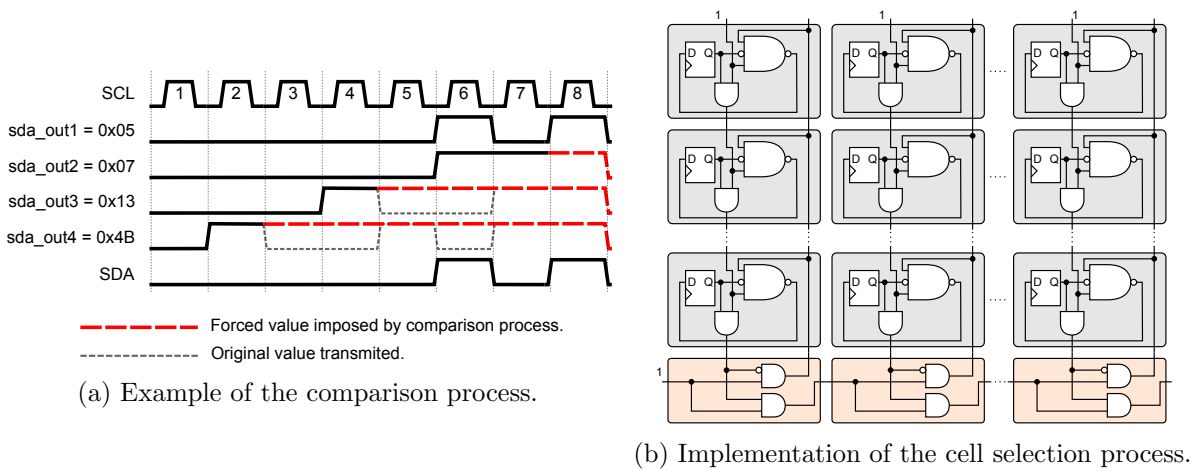 SCL
1 2 3 4 5 6 7 8
sda_out1 = 0x05
sda_out2 = 0x07
sda_out3 = 0x13
sda_out4 = 0x4B
SDA
Forced value imposed by comparison process.
Original value transmited.
(a) Example of the comparison process.
1 1 1
D Q D Q D Q
D Q D Q D Q
D Q D Q D Q
1
(b) Implementation of the cell selection process.